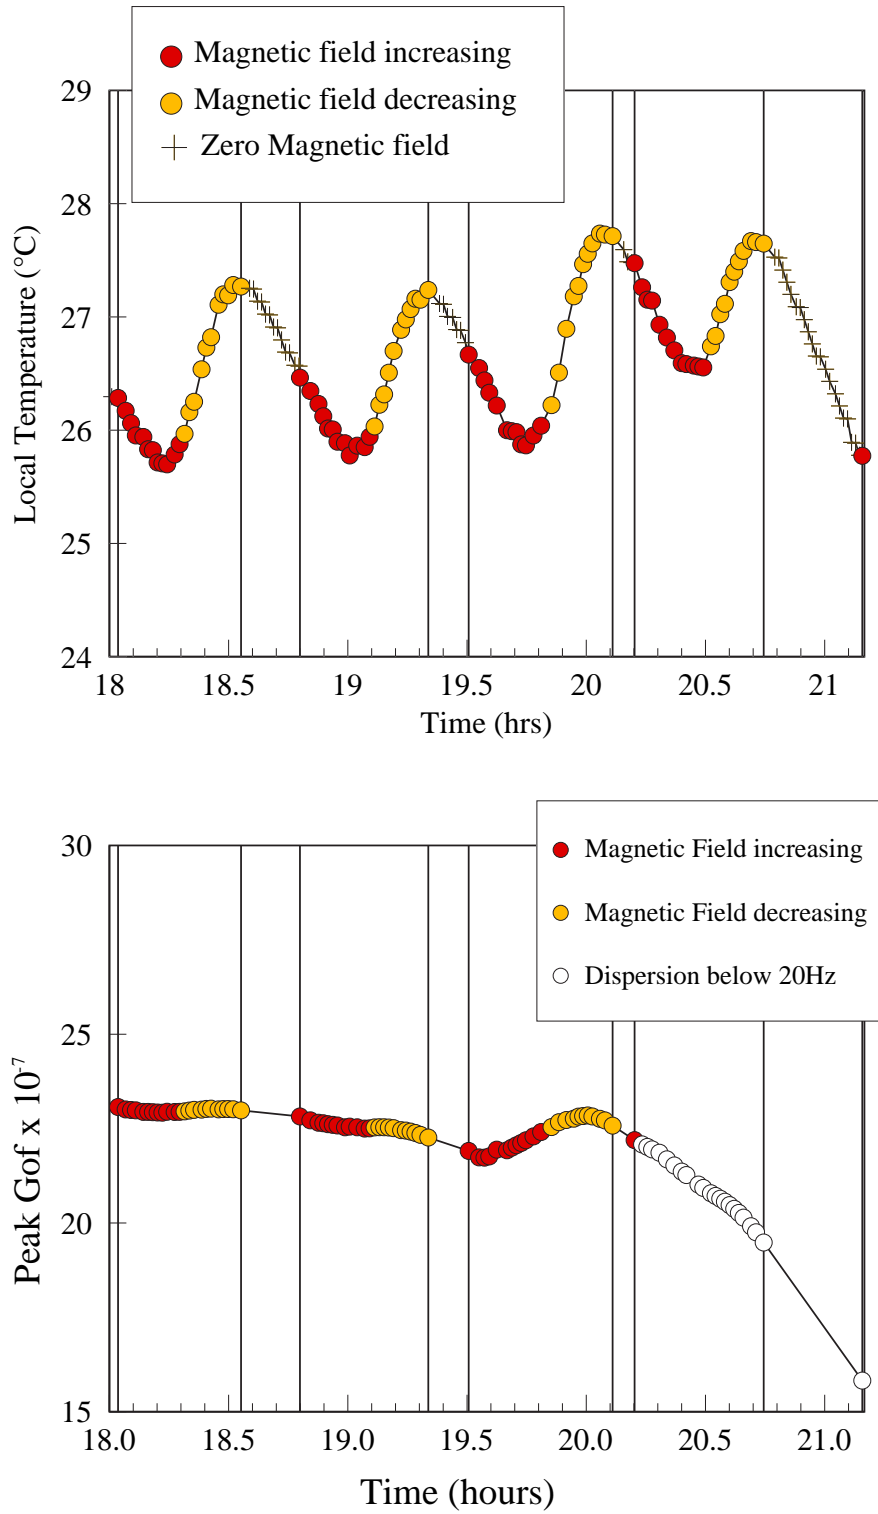 Magnetic field increasing
Magnetic field decreasing
Zero Magnetic field
29
28
27
26
25
24
Local Temperature (°C)
18 18.5 19 19.5 20 20.5 21
Time (hrs)
Magnetic Field increasing
Magnetic Field decreasing
Dispersion below 20Hz
30
25
20
15
Peak Gof x 10⁻⁷
18.0 18.5 19.0 19.5 20.0 20.5 21.0
Time (hours)